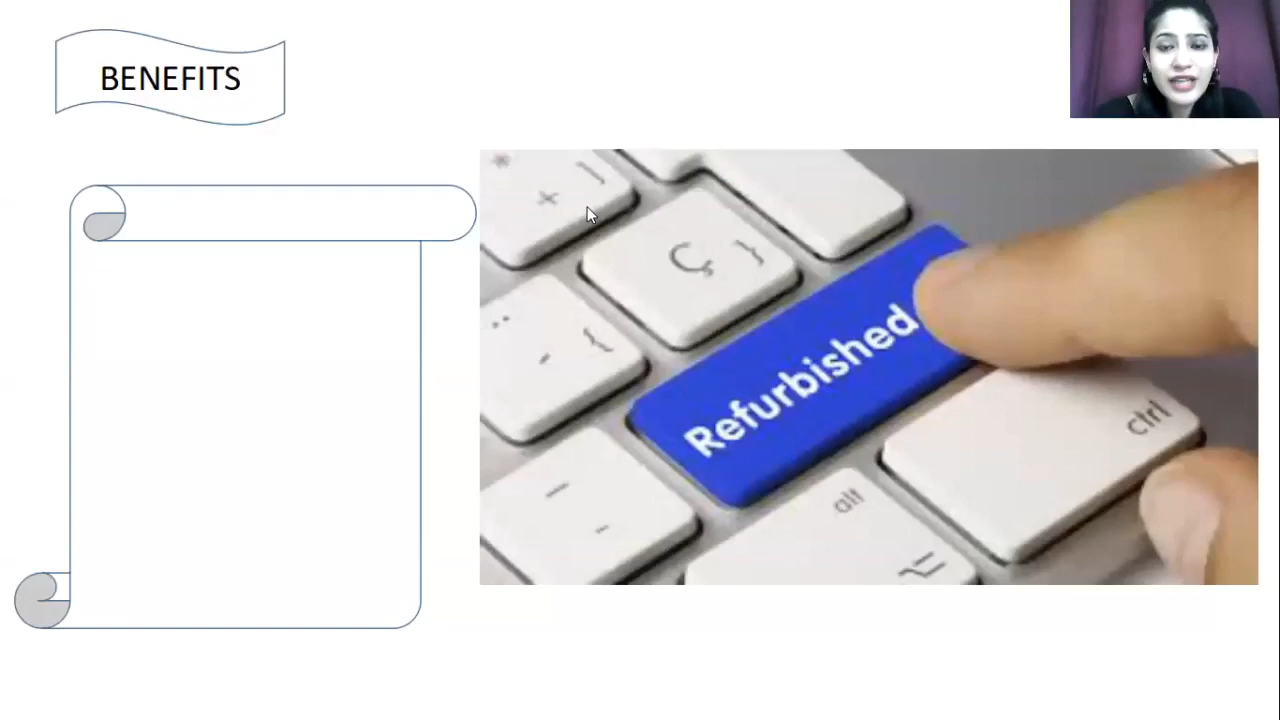 BENEFITS
* ]
+
Ç }
¨ {
Refurbished
ctrl
alt